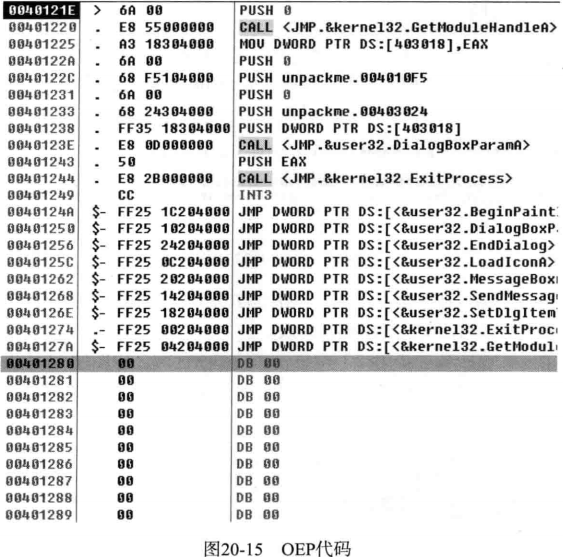 0040121E > 6A 00 PUSH 0
00401220 . E8 55000000 CALL <JMP.&kernel32.GetModuleHandleA>
00401225 . A3 18304000 MOV DWORD PTR DS:[403018],EAX
0040122A . 6A 00 PUSH 0
0040122C . 68 F5104000 PUSH unpackme.004010F5
00401231 . 6A 00 PUSH 0
00401233 . 68 24304000 PUSH unpackme.00403024
00401238 . FF35 18304000 PUSH DWORD PTR DS:[403018]
0040123E . E8 0D000000 CALL <JMP.&user32.DialogBoxParamA>
00401243 . 50 PUSH EAX
00401244 . E8 2B000000 CALL <JMP.&kernel32.ExitProcess>
00401249 CC INT3
0040124A $- FF25 1C204000 JMP DWORD PTR DS:[<&user32.BeginPaint
00401250 $- FF25 10204000 JMP DWORD PTR DS:[<&user32.DialogBoxP
00401256 $- FF25 24204000 JMP DWORD PTR DS:[<&user32.EndDialog>
0040125C $- FF25 0C204000 JMP DWORD PTR DS:[<&user32.LoadIconA>
00401262 $- FF25 20204000 JMP DWORD PTR DS:[<&user32.MessageBox
00401268 $- FF25 14204000 JMP DWORD PTR DS:[<&user32.SendMessag
0040126E $- FF25 18204000 JMP DWORD PTR DS:[<&user32.SetDlgItem
00401274 .- FF25 00204000 JMP DWORD PTR DS:[<&kernel32.ExitProc
0040127A $- FF25 04204000 JMP DWORD PTR DS:[<&kernel32.GetModul
00401280 00 DB 00
00401281 00 DB 00
00401282 00 DB 00
00401283 00 DB 00
00401284 00 DB 00
00401285 00 DB 00
00401286 00 DB 00
00401287 00 DB 00
00401288 00 DB 00
00401289 00 DB 00
图20-15 OEP代码